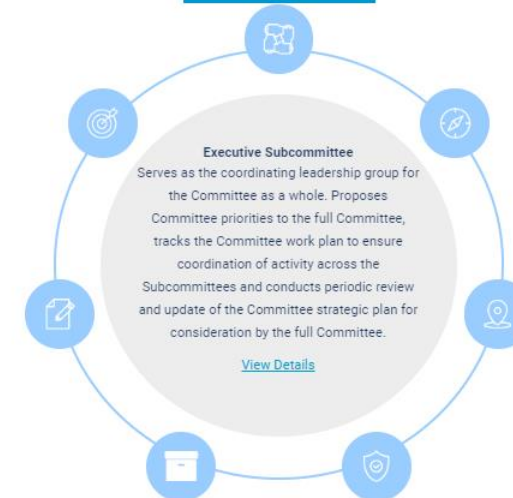 Executive Subcommittee
Serves as the coordinating leadership group for
the Committee as a whole. Proposes
Committee priorities to the full Committee,
tracks the Committee work plan to ensure
coordination of activity across the
Subcommittees and conducts periodic review
and update of the Committee strategic plan for
consideration by the full Committee.
View Details